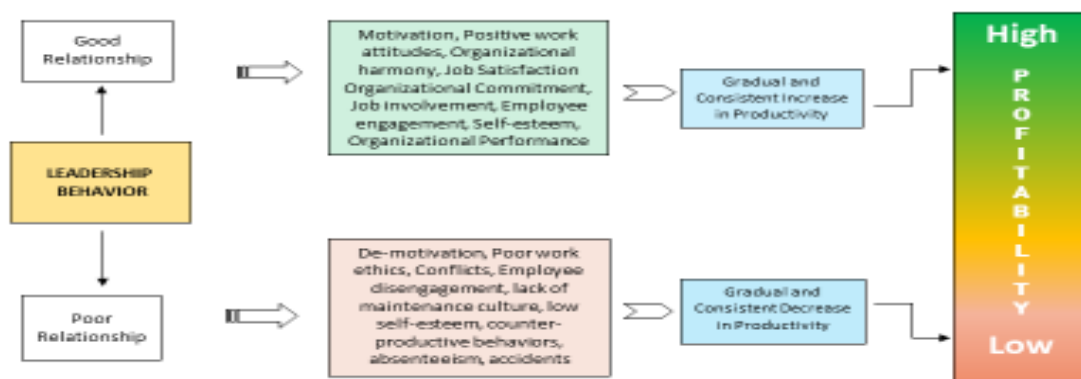 Good
Relationship
Motivation, Positive work
attitudes, Organizational
harmony, Job Satisfaction
Organizational Commitment,
Job involvement, Employee
engagement, Self-esteem,
Organizational Performance
Gradual and
Consistent Increase
in Productivity
High
PROFITABILITY
Low
LEADERSHIP
BEHAVIOR
De-motivation, Poor work
ethics, Conflicts, Employee
disengagement, lack of
maintenance culture, low
self-esteem, counter-
productive behaviors,
absenteeism, accidents
Gradual and
Consistent Decrease
in Productivity
Poor
Relationship